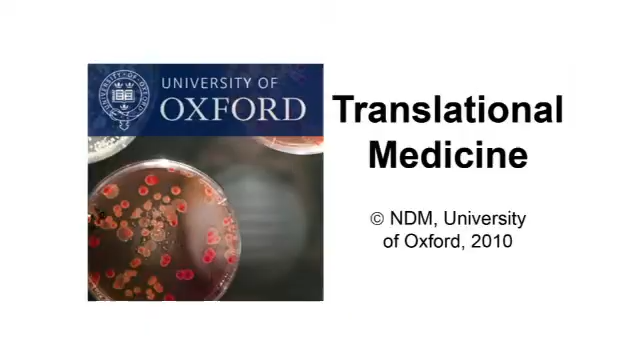 UNIVERSITY OF
OXFORD
Translational
Medicine
© NDM, University
of Oxford, 2010